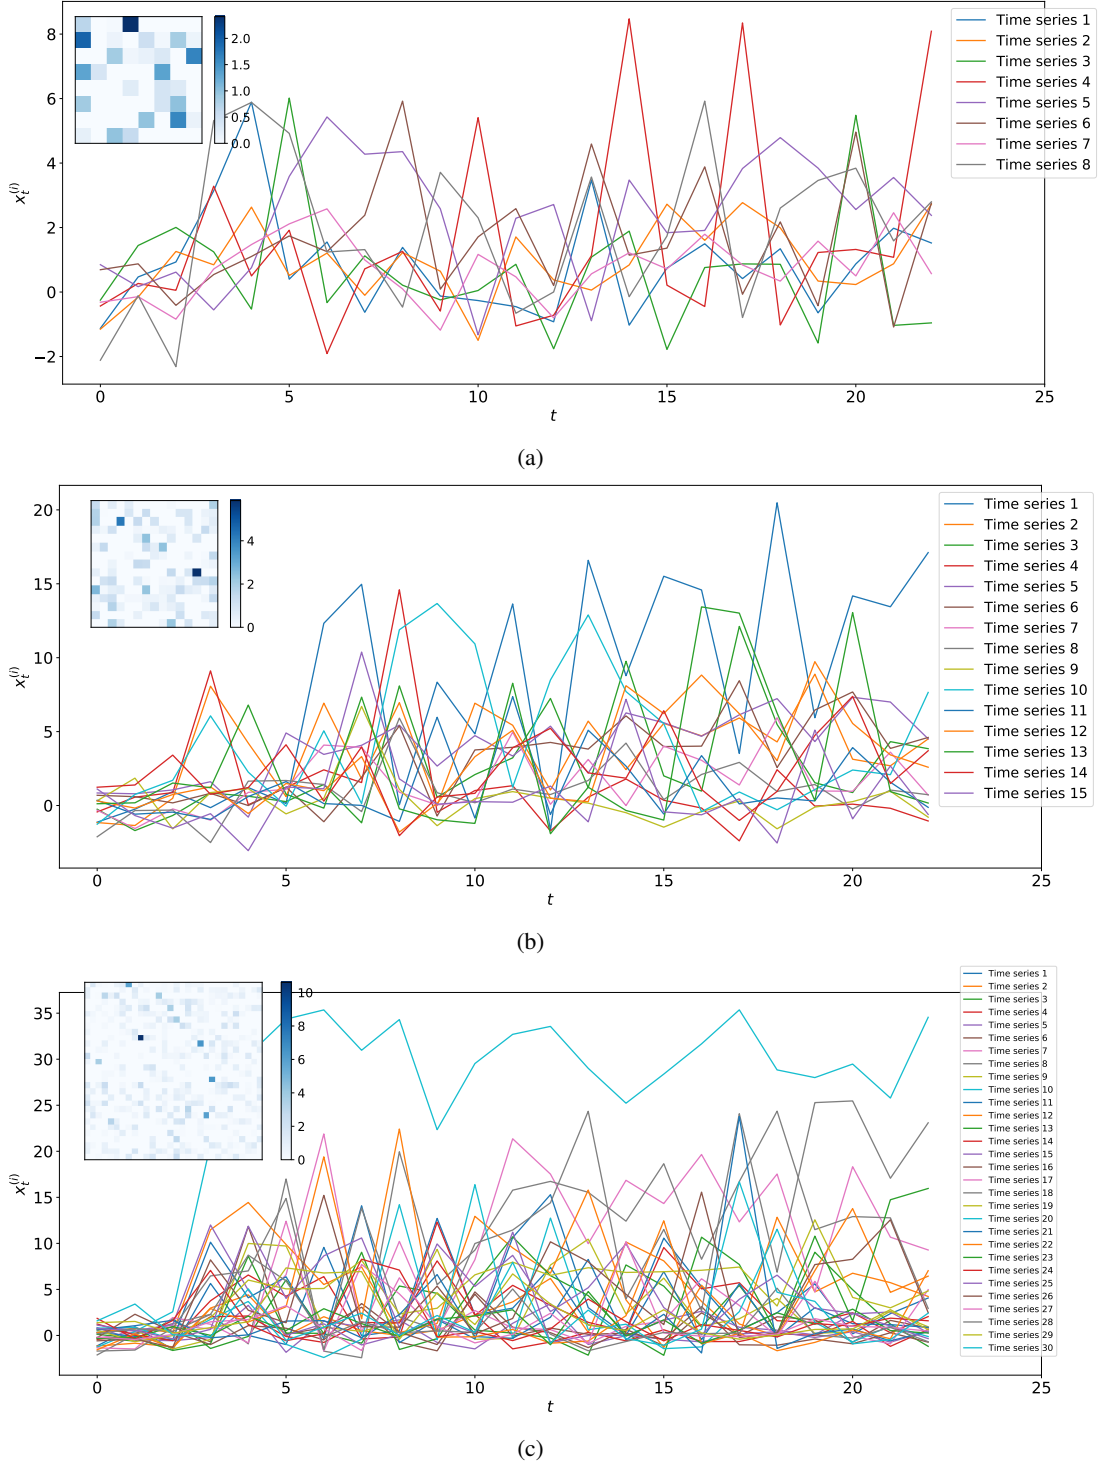 8
6
4
2
0
−2
x_t^{(i)}
2.0
1.5
1.0
0.5
0.0
Time series 1
Time series 2
Time series 3
Time series 4
Time series 5
Time series 6
Time series 7
Time series 8
0 5 10 15 20 25
t
(a)
20
15
10
5
0
x_t^{(i)}
4
2
0
Time series 1
Time series 2
Time series 3
Time series 4
Time series 5
Time series 6
Time series 7
Time series 8
Time series 9
Time series 10
Time series 11
Time series 12
Time series 13
Time series 14
Time series 15
0 5 10 15 20 25
t
(b)
35
30
25
20
15
10
5
0
x_t^{(i)}
10
8
6
4
2
0
Time series 1
Time series 2
Time series 3
Time series 4
Time series 5
Time series 6
Time series 7
Time series 8
Time series 9
Time series 10
Time series 11
Time series 12
Time series 13
Time series 14
Time series 15
Time series 16
Time series 17
Time series 18
Time series 19
Time series 20
Time series 21
Time series 22
Time series 23
Time series 24
Time series 25
Time series 26
Time series 27
Time series 28
Time series 29
Time series 30
0 5 10 15 20 25
t
(c)